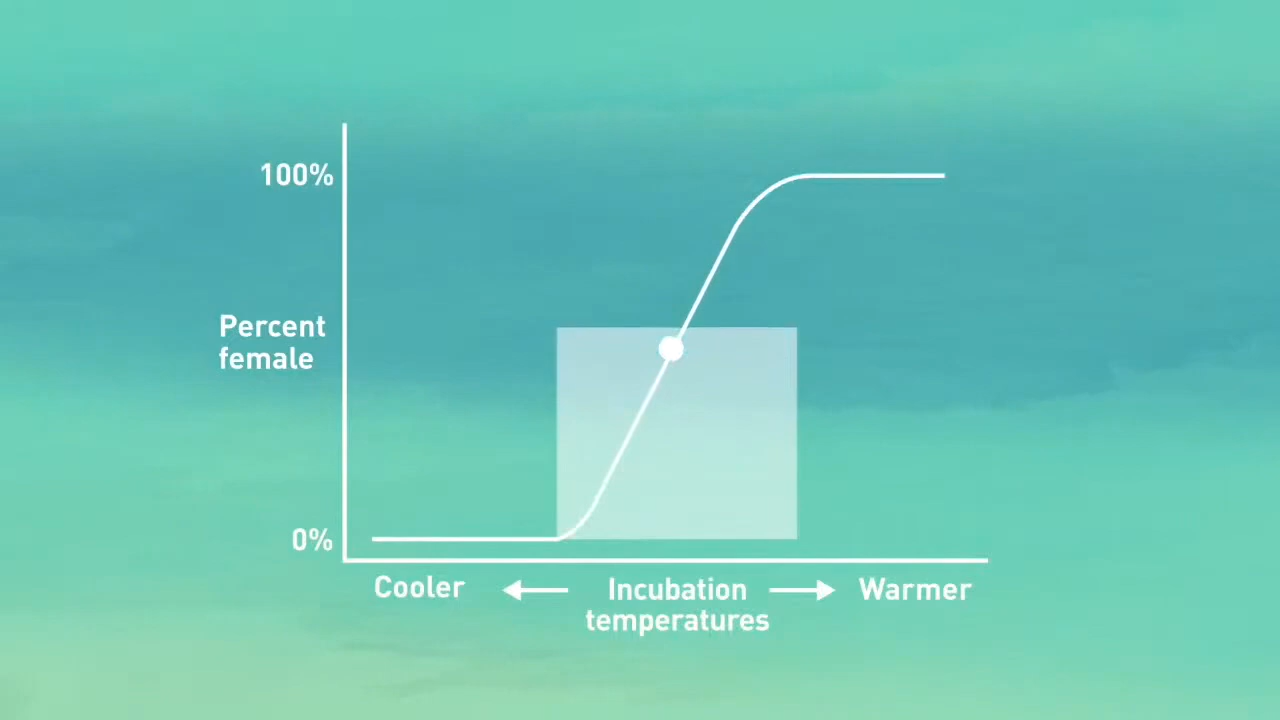 100%
Percent
female
0%
Cooler
Incubation
temperatures
Warmer